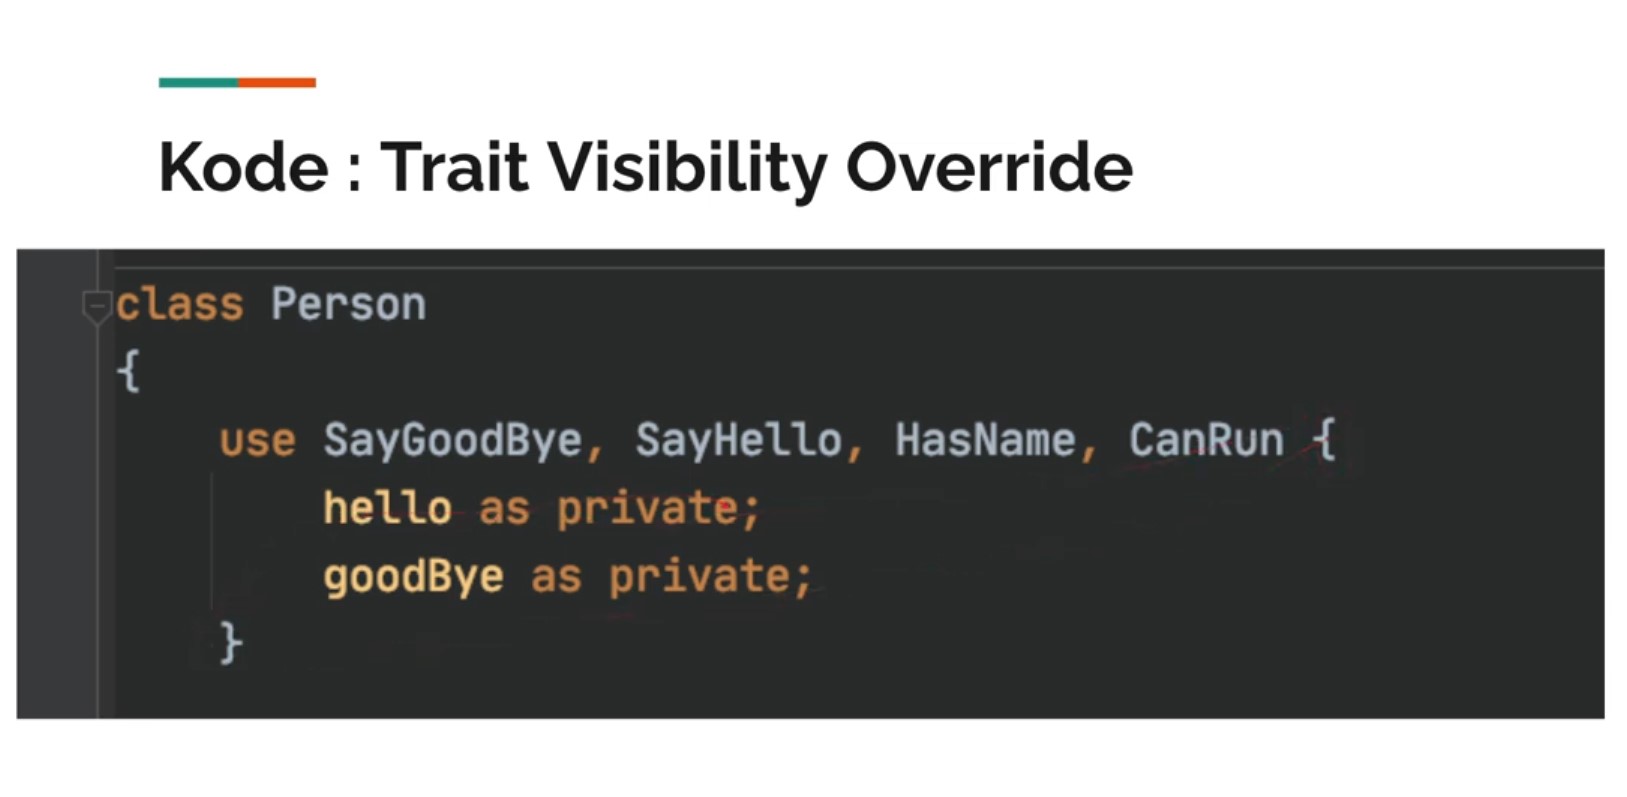 Kode : Trait Visibility Override
class Person
{
use SayGoodBye, SayHello, HasName, CanRun {
hello as private;
goodBye as private;
}